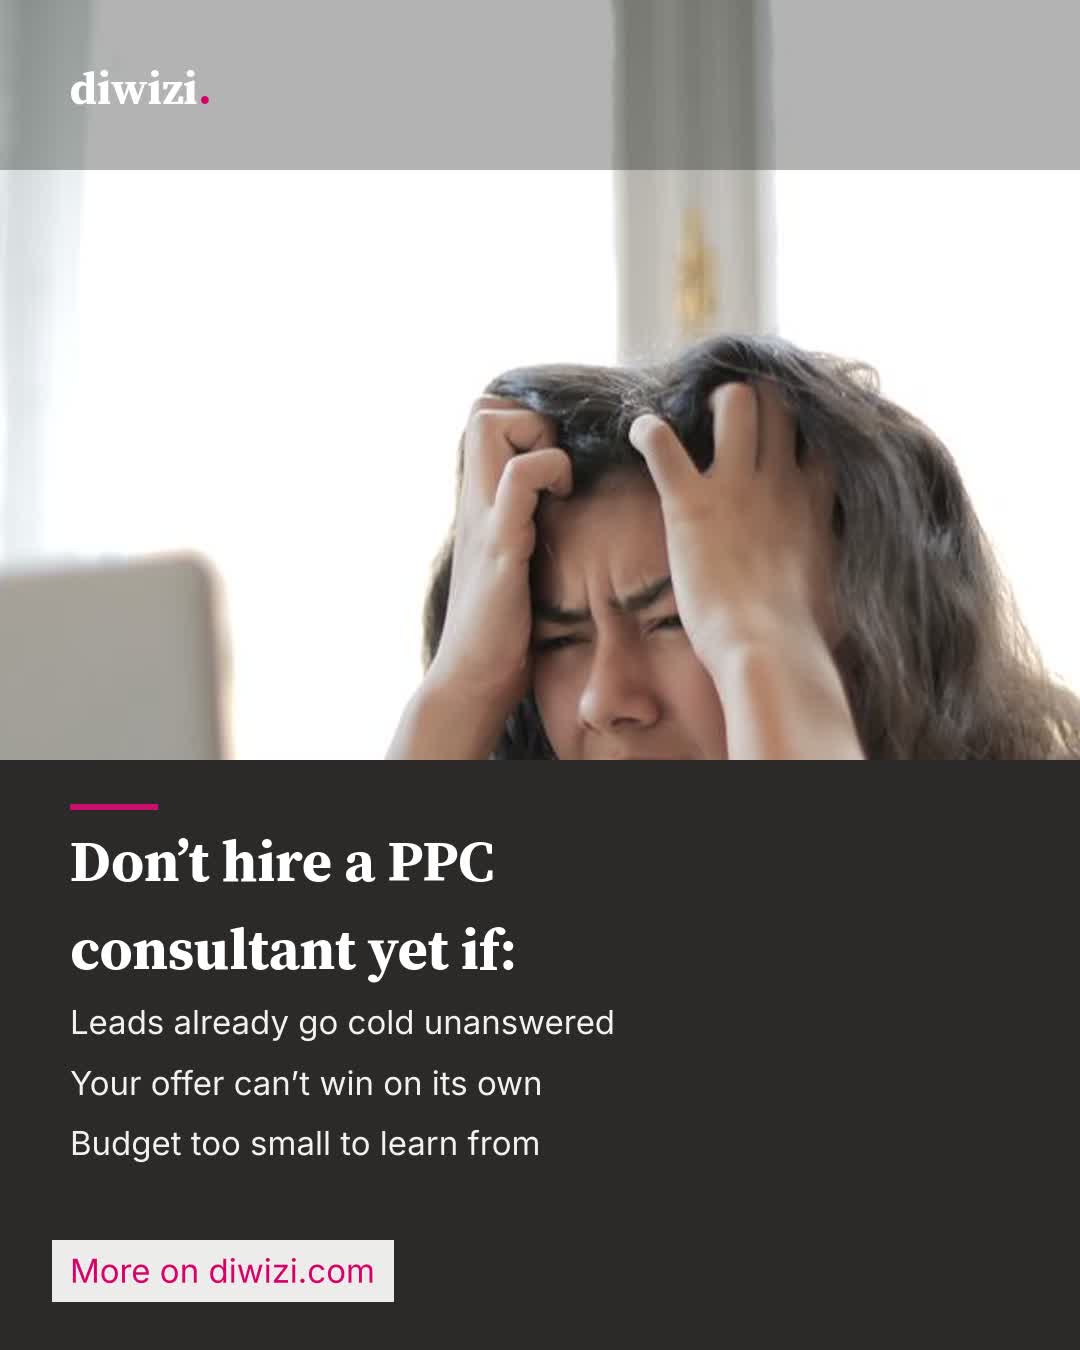 diwizi.
Don’t hire a PPC
consultant yet if:
Leads already go cold unanswered
Your offer can’t win on its own
Budget too small to learn from
More on diwizi.com